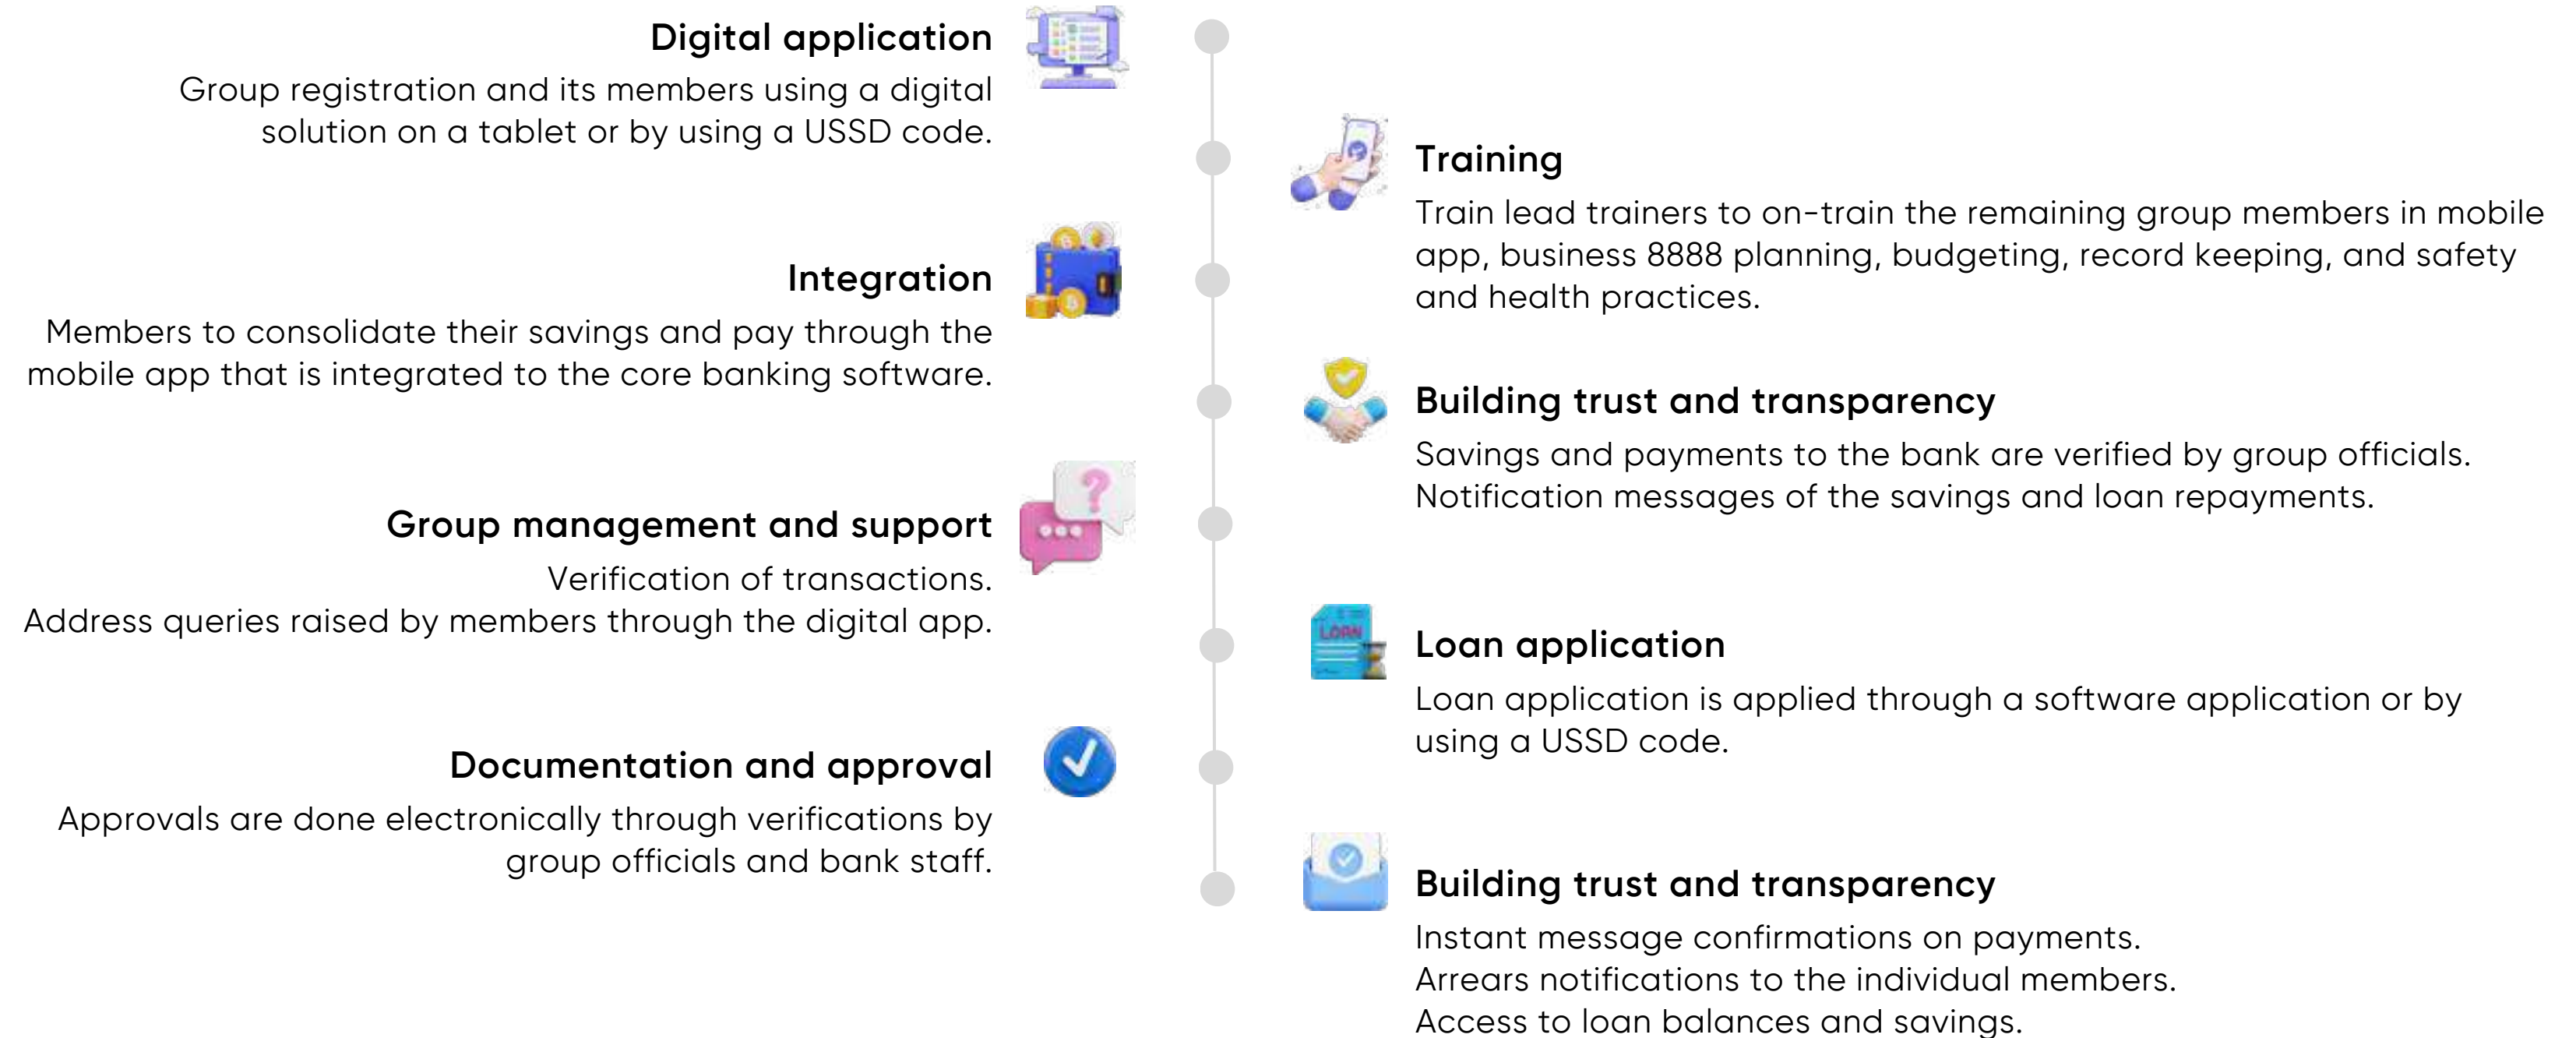 Digital application
Group registration and its members using a digital
solution on a tablet or by using a USSD code.
Training
Train lead trainers to on-train the remaining group members in mobile
app, business 8888 planning, budgeting, record keeping, and safety
and health practices.
Integration
Members to consolidate their savings and pay through the
mobile app that is integrated to the core banking software.
Building trust and transparency
Savings and payments to the bank are verified by group officials.
Notification messages of the savings and loan repayments.
Group management and support
Verification of transactions.
Address queries raised by members through the digital app.
LOAN
Loan application
Loan application is applied through a software application or by
using a USSD code.
Documentation and approval
Approvals are done electronically through verifications by
group officials and bank staff.
Building trust and transparency
Instant message confirmations on payments.
Arrears notifications to the individual members.
Access to loan balances and savings.